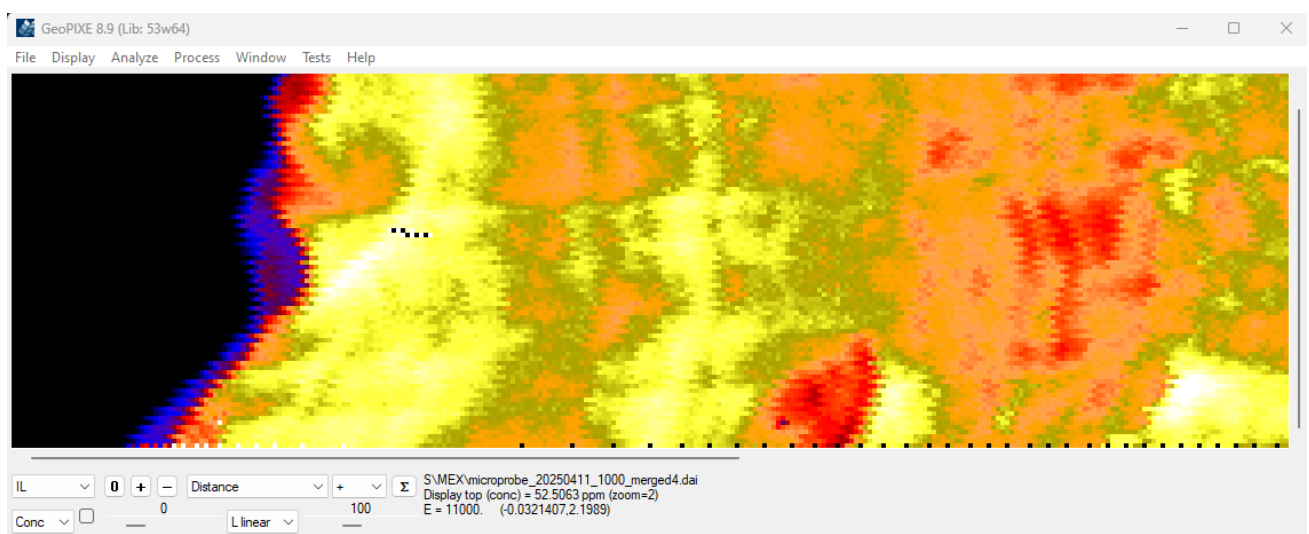 GeoPIXE 8.9 (Lib: 53w64)
File Display Analyze Process Window Tests Help
IL 0 + − Distance + Σ S\MEX\microprobe_20250411_1000_merged4.dai
Display top (conc) = 52.5063 ppm (zoom=2)
E = 11000. (-0.0321407,2.1989)
Conc 0 L linear 100